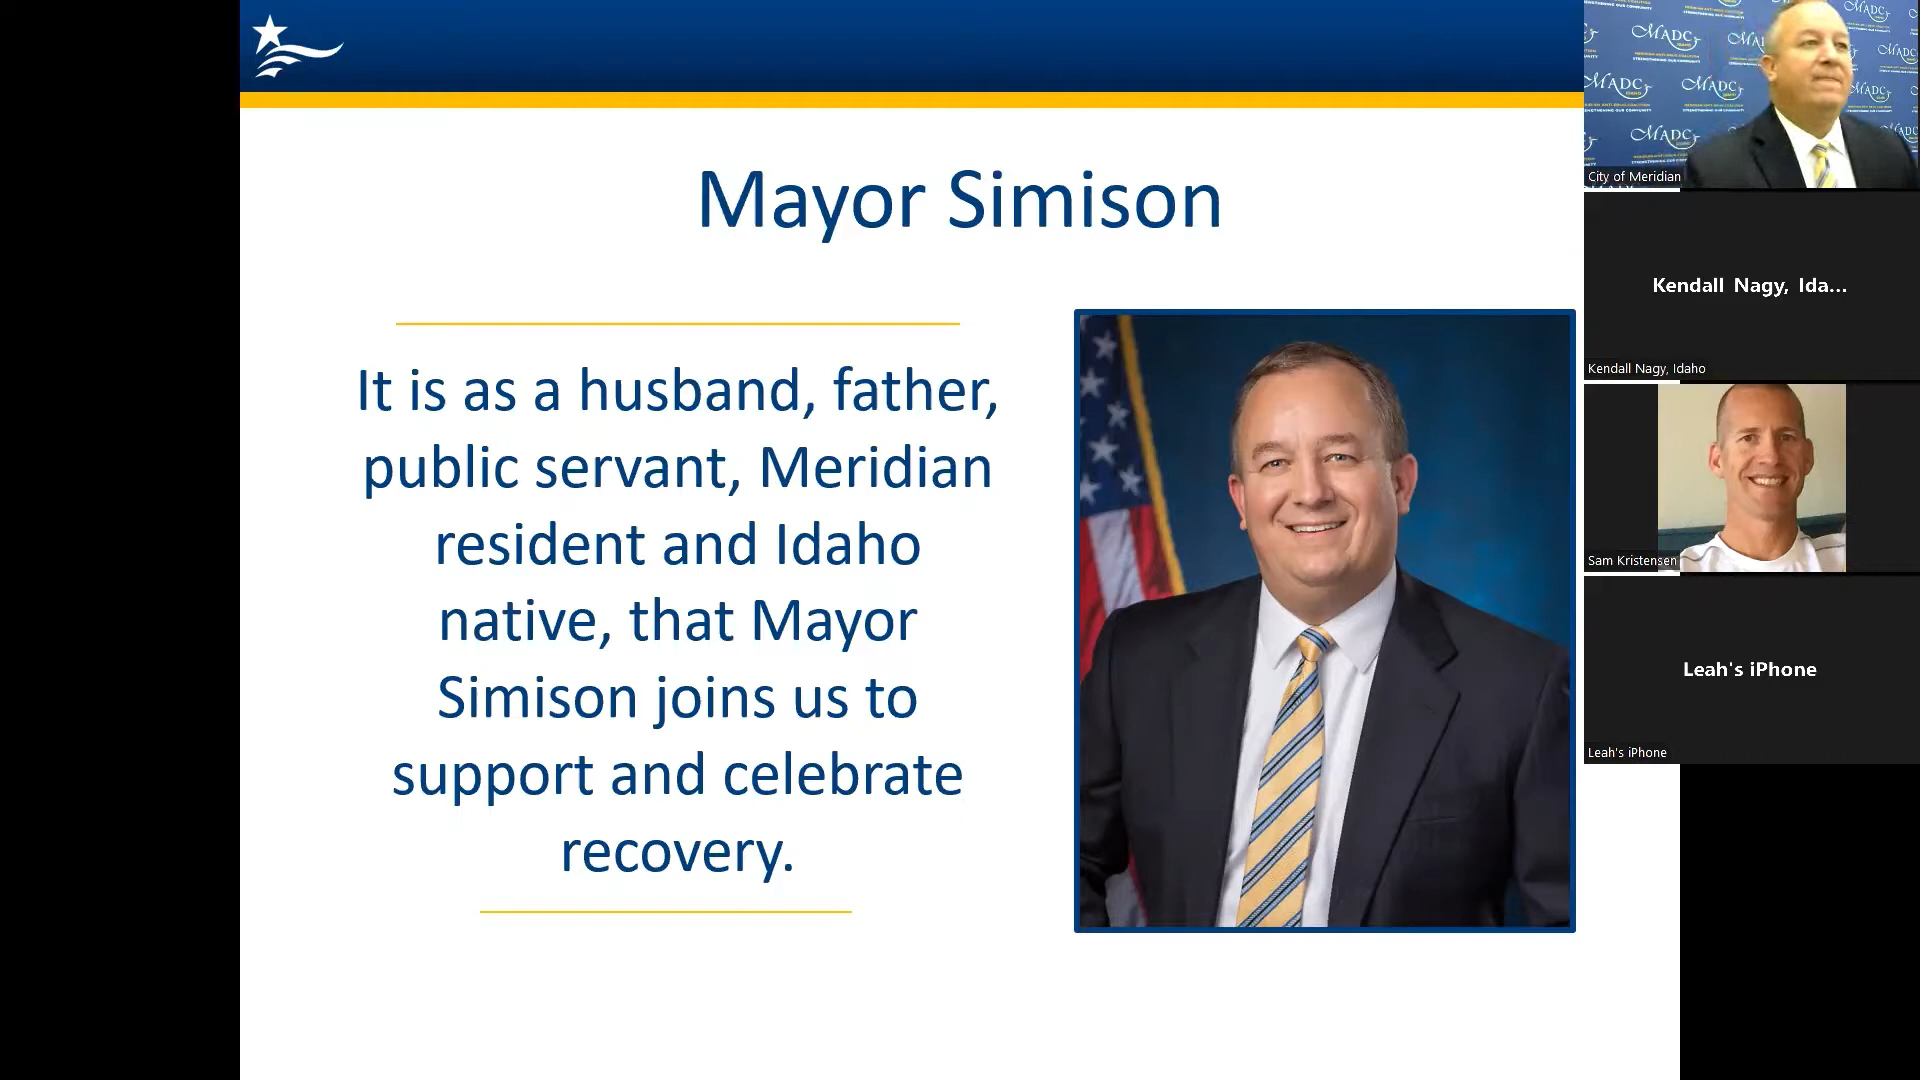 Mayor Simison
It is as a husband, father,
public servant, Meridian
resident and Idaho
native, that Mayor
Simison joins us to
support and celebrate
recovery.
MADC
City of Meridian
Kendall Nagy, Ida...
Kendall Nagy, Idaho
Sam Kristensen
Leah's iPhone
Leah's iPhone